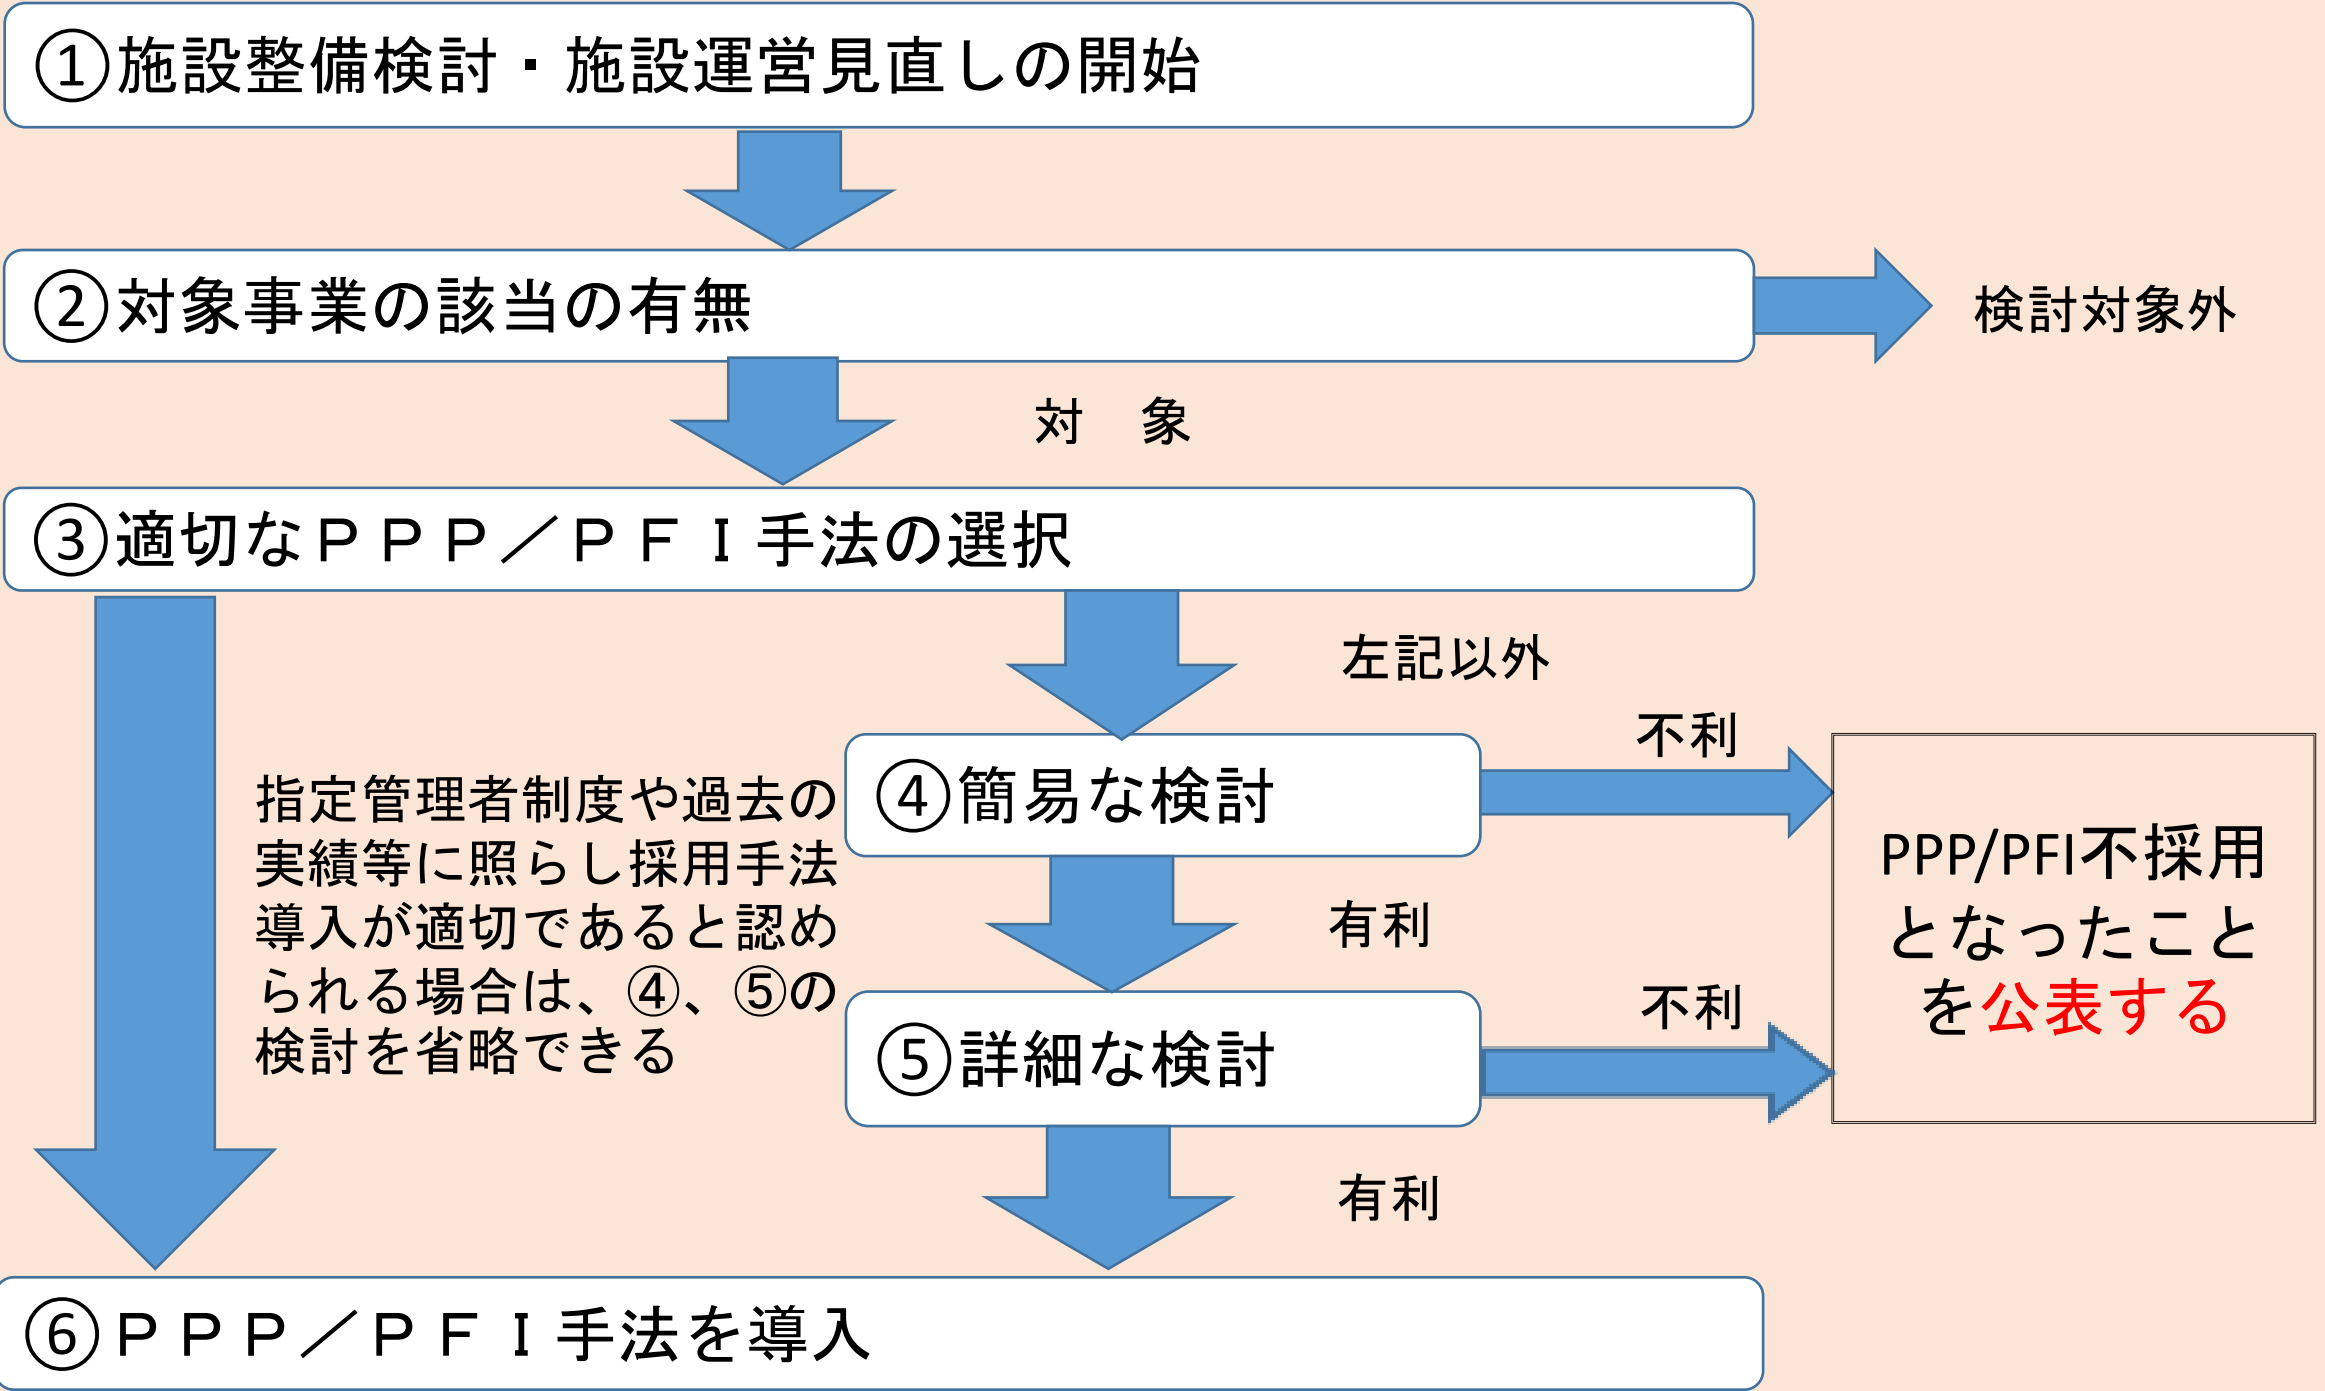 ①施設整備検討・施設運営見直しの開始
②対象事業の該当の有無
検討対象外
対　象
③適切なＰＰＰ／ＰＦＩ手法の選択
左記以外
指定管理者制度や過去の
実績等に照らし採用手法
導入が適切であると認め
られる場合は、④、⑤の
検討を省略できる
④簡易な検討
不利
有利
⑤詳細な検討
不利
有利
PPP/PFI不採用
となったこと
を公表する
⑥ＰＰＰ／ＰＦＩ手法を導入